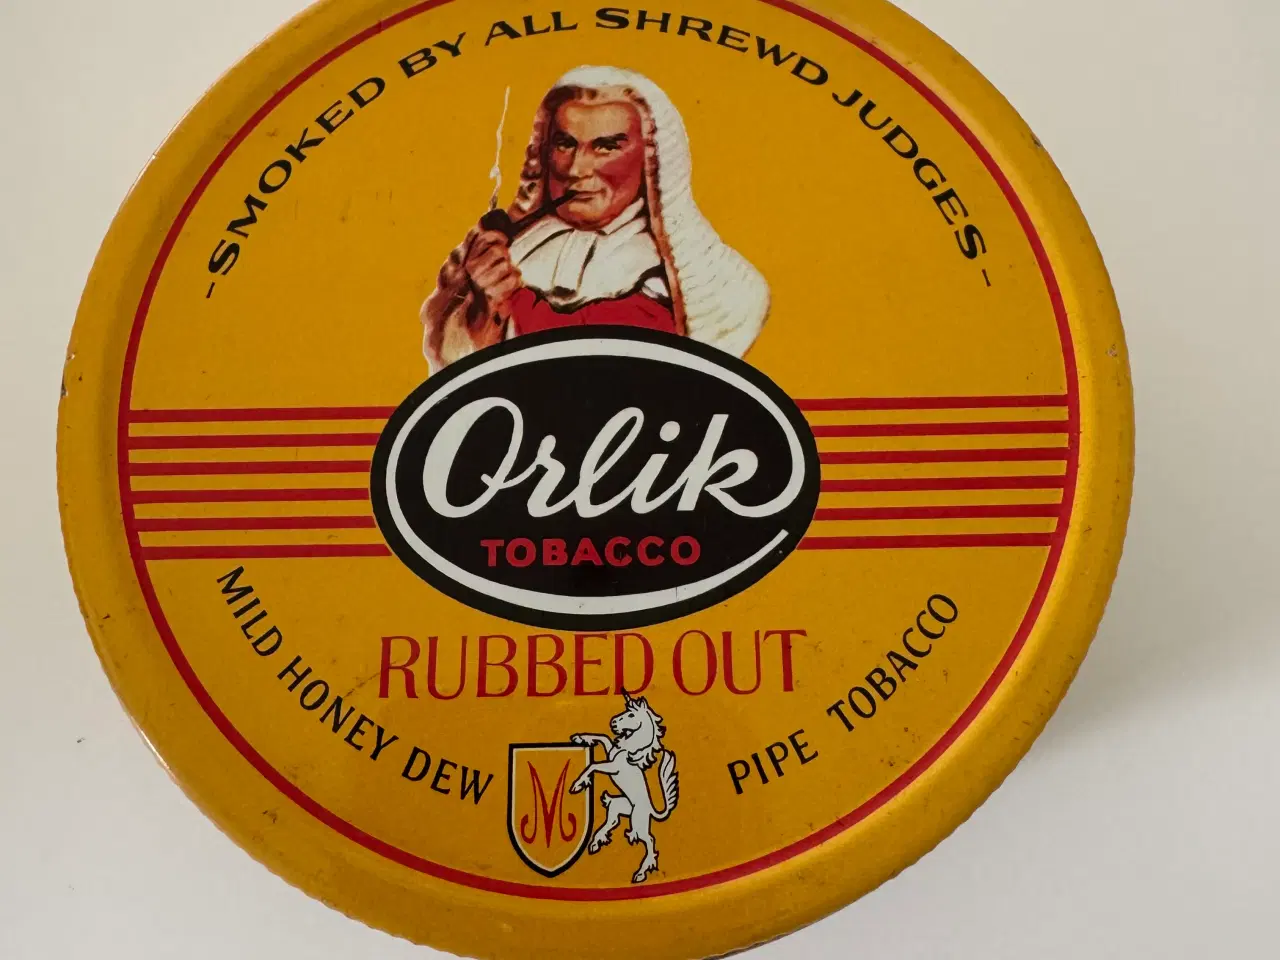 -SMOKED BY ALL SHREWD JUDGES-
Orlik
TOBACCO
RUBBED OUT
MILD HONEY DEW
PIPE TOBACCO
M